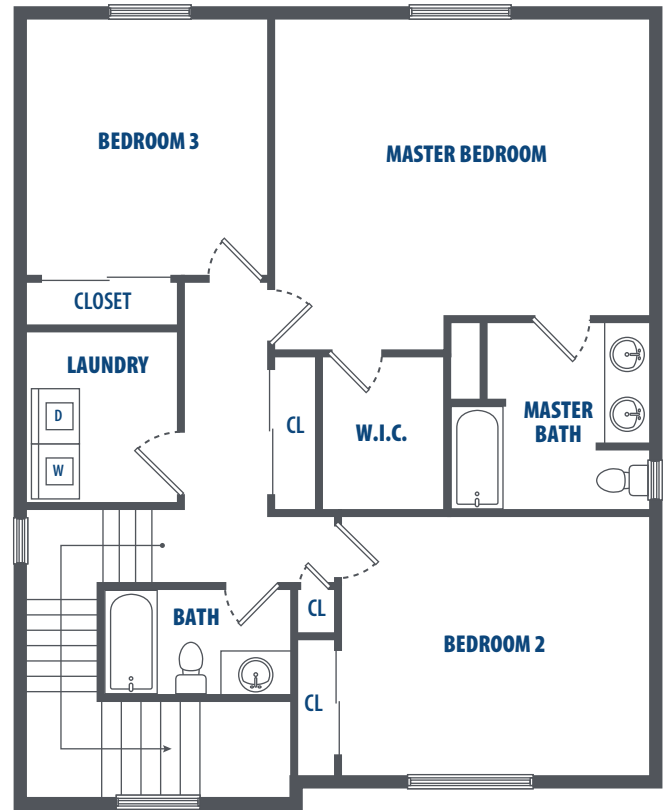 BEDROOM 3
MASTER BEDROOM
CLOSET
LAUNDRY
D
W
CL
W.I.C.
MASTER
BATH
BATH
CL
BEDROOM 2
CL